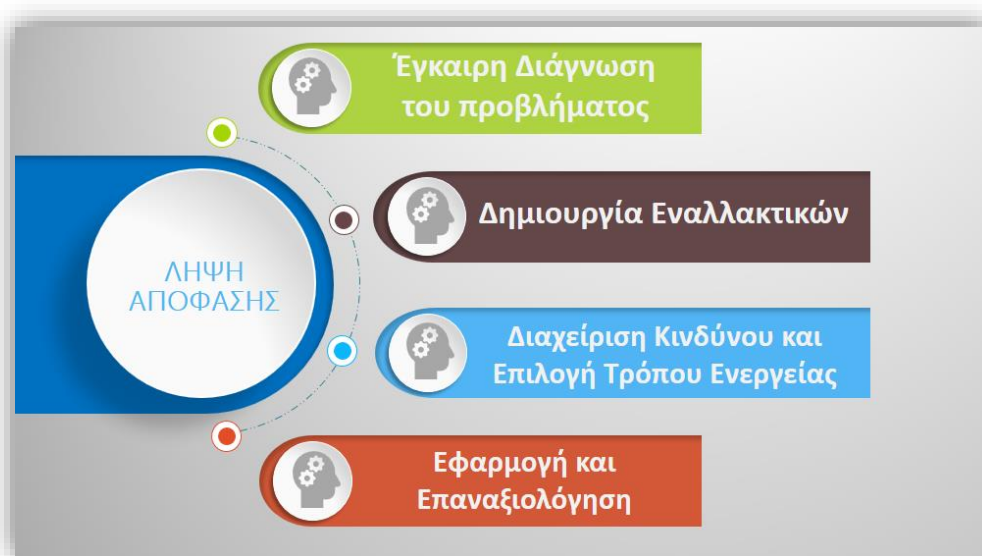 Έγκαιρη Διάγνωση
του προβλήματος
Δημιουργία Εναλλακτικών
ΛΗΨΗ
ΑΠΟΦΑΣΗΣ
Διαχείριση Κινδύνου και
Επιλογή Τρόπου Ενεργείας
Εφαρμογή και
Επαναξιολόγηση